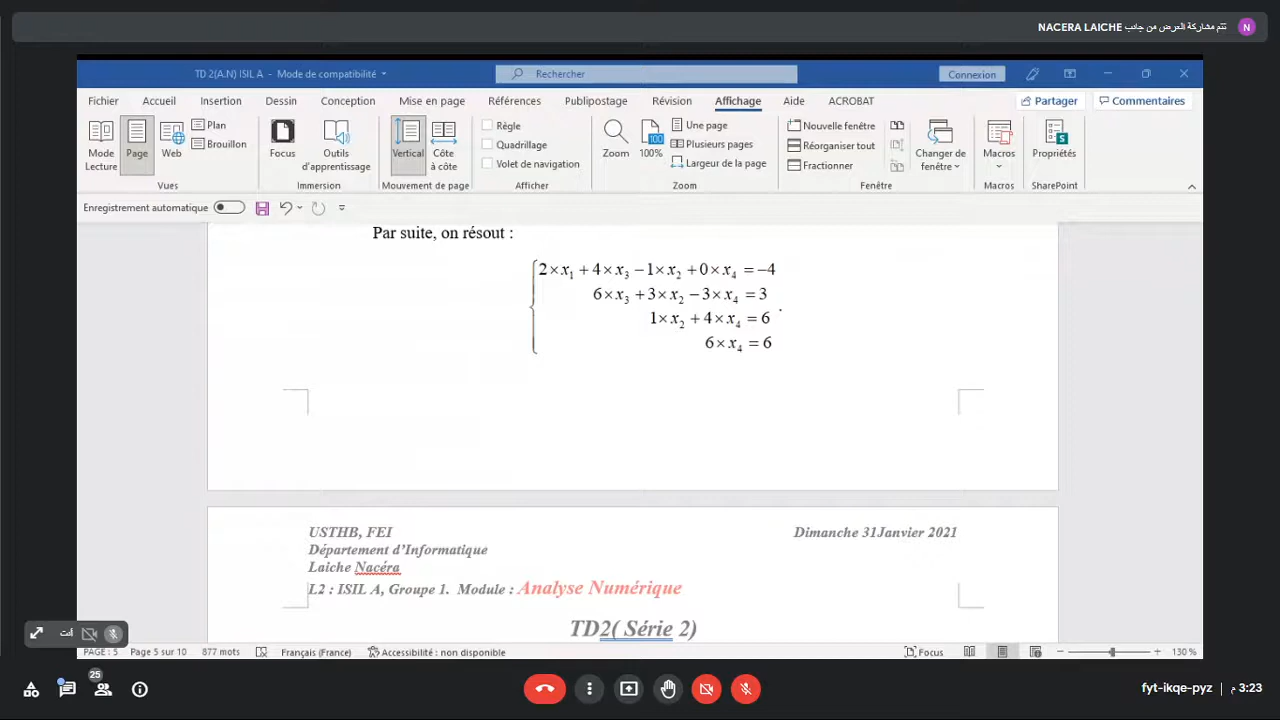 تتم مشاركة العرض من جانب NACERA LAICHE
N
TD 2(A.N) ISIL A - Mode de compatibilité
Rechercher
Connexion
Fichier Accueil Insertion Dessin Conception Mise en page Références Publipostage Révision Affichage Aide ACROBAT
Partager Commentaires
Mode Lecture
Page
Web
Plan
Brouillon
Vues
Focus
Outils d'apprentissage
Immersion
Vertical
Côte à côte
Mouvement de page
Règle
Quadrillage
Volet de navigation
Afficher
Zoom
100
100%
Une page
Plusieurs pages
Largeur de la page
Zoom
Nouvelle fenêtre
Réorganiser tout
Fractionner
Changer de fenêtre
Fenêtre
Macros
Macros
S
Propriétés
SharePoint
Enregistrement automatique
Par suite, on résout :
2×x₁ + 4×x₃ −1×x₂ + 0×x₄ = −4
6×x₃ + 3×x₂ − 3×x₄ = 3
1×x₂ + 4×x₄ = 6
6×x₄ = 6
.
USTHB, FEI
Dimanche 31Janvier 2021
Département d'Informatique
Laiche Nacéra
L2 : ISIL A, Groupe 1. Module : Analyse Numérique
TD2( Série 2)
أنت
PAGE : 5 Page 5 sur 10 877 mots Français (France) Accessibilité : non disponible
Focus
130 %
25
fyt-ikqe-pyz | 3:23 م